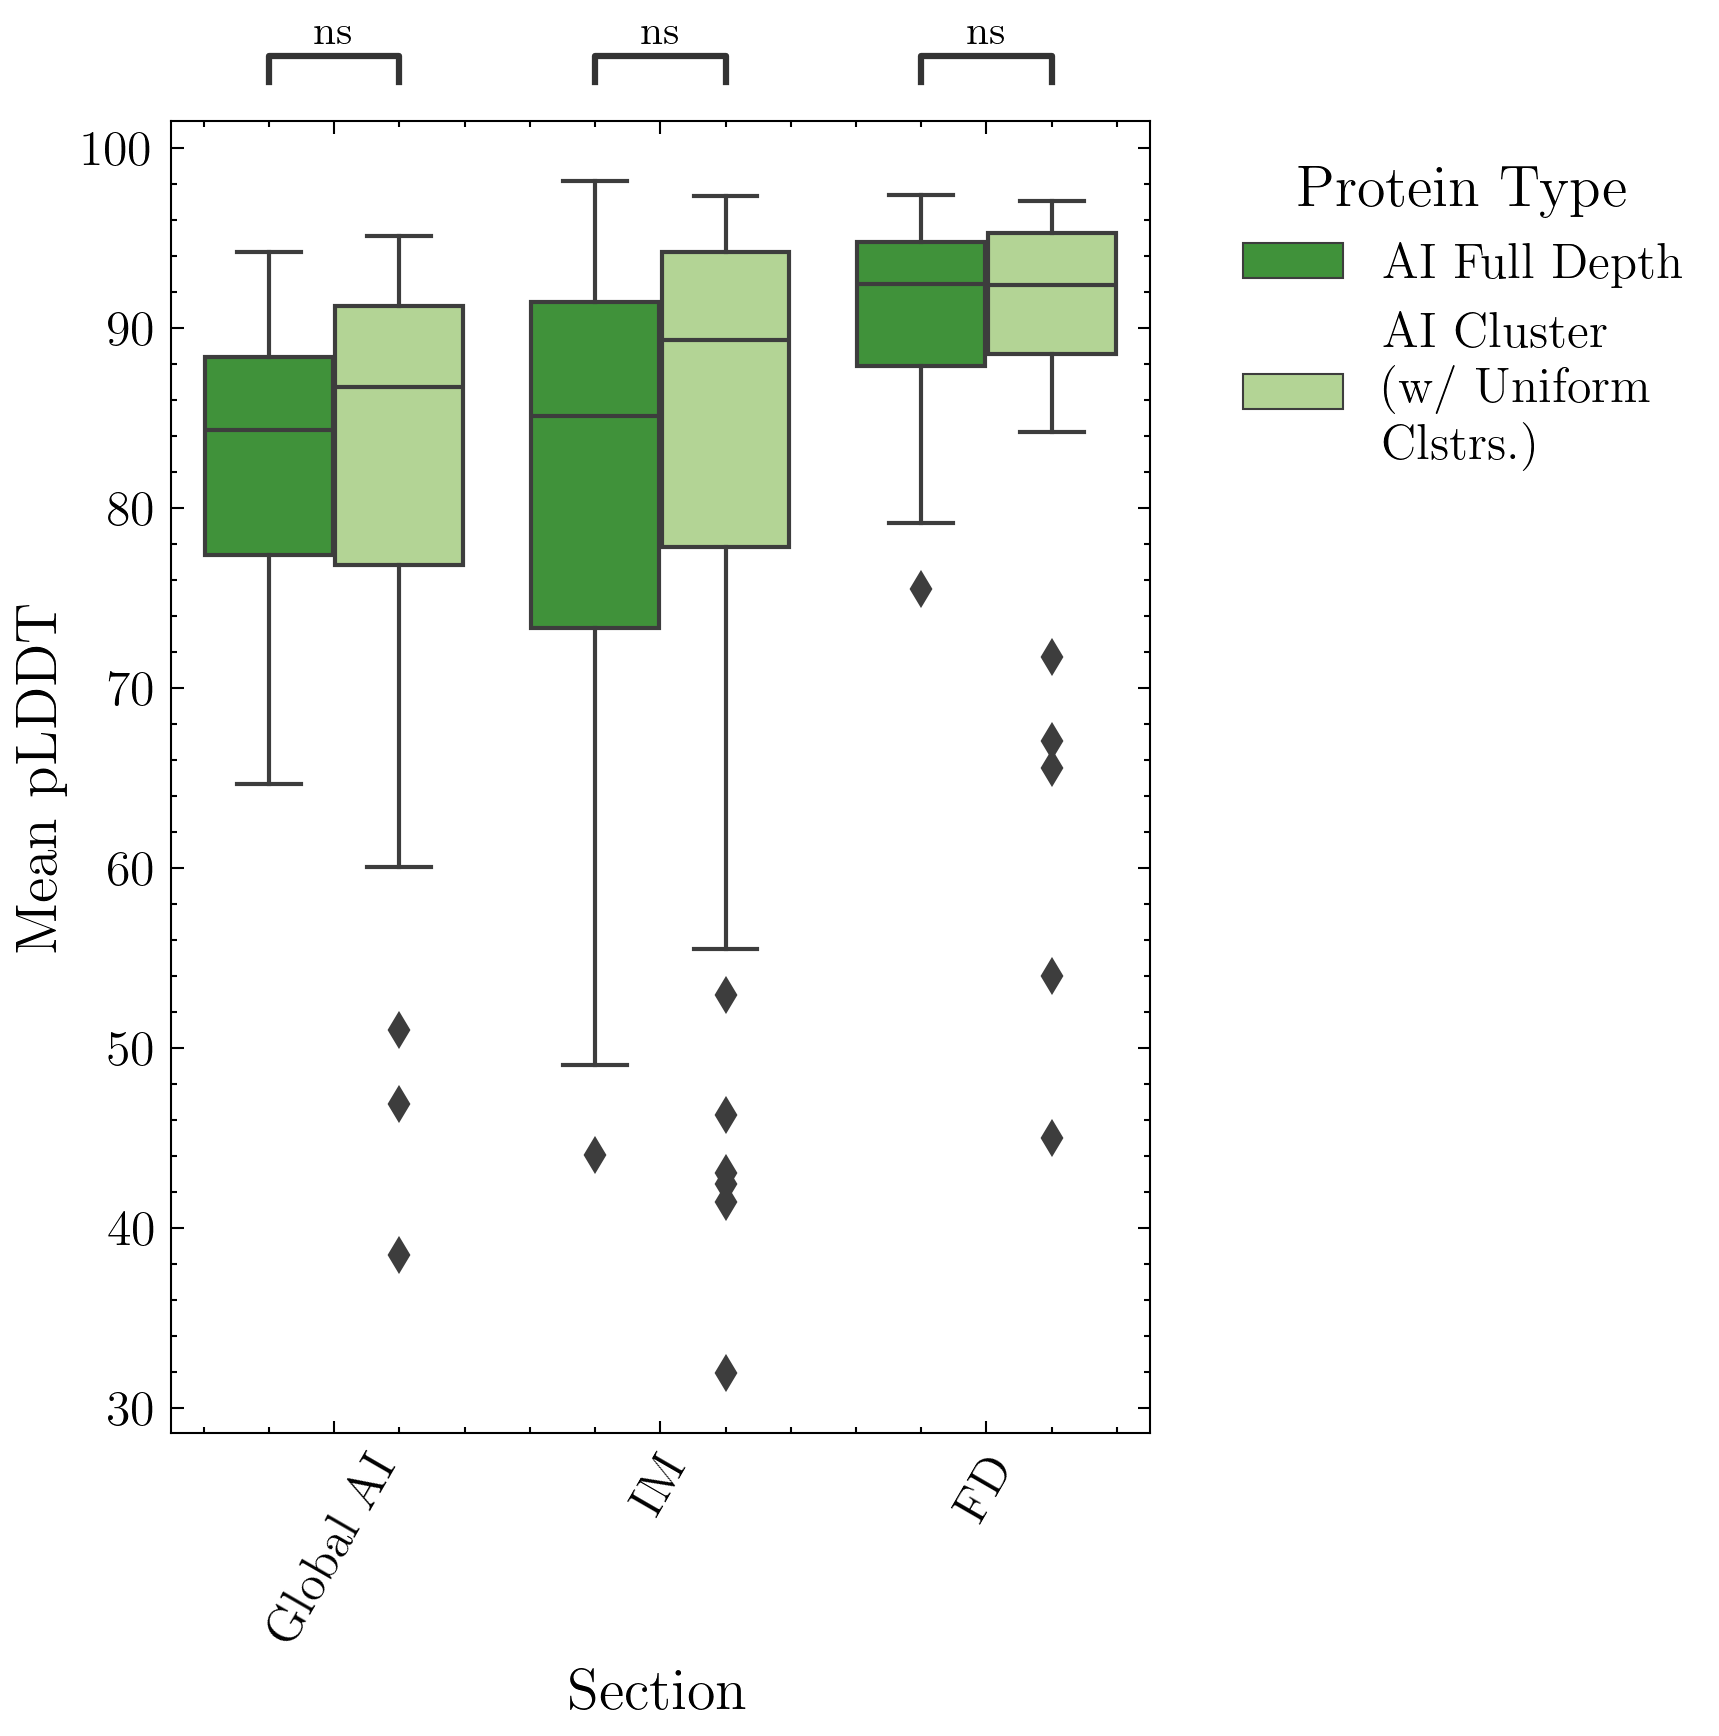 ns
ns
ns
100
90
80
70
60
50
40
30
Mean pLDDT
Global AI
IM
FD
Section
Protein Type
AI Full Depth
AI Cluster
(w/ Uniform
Clstrs.)